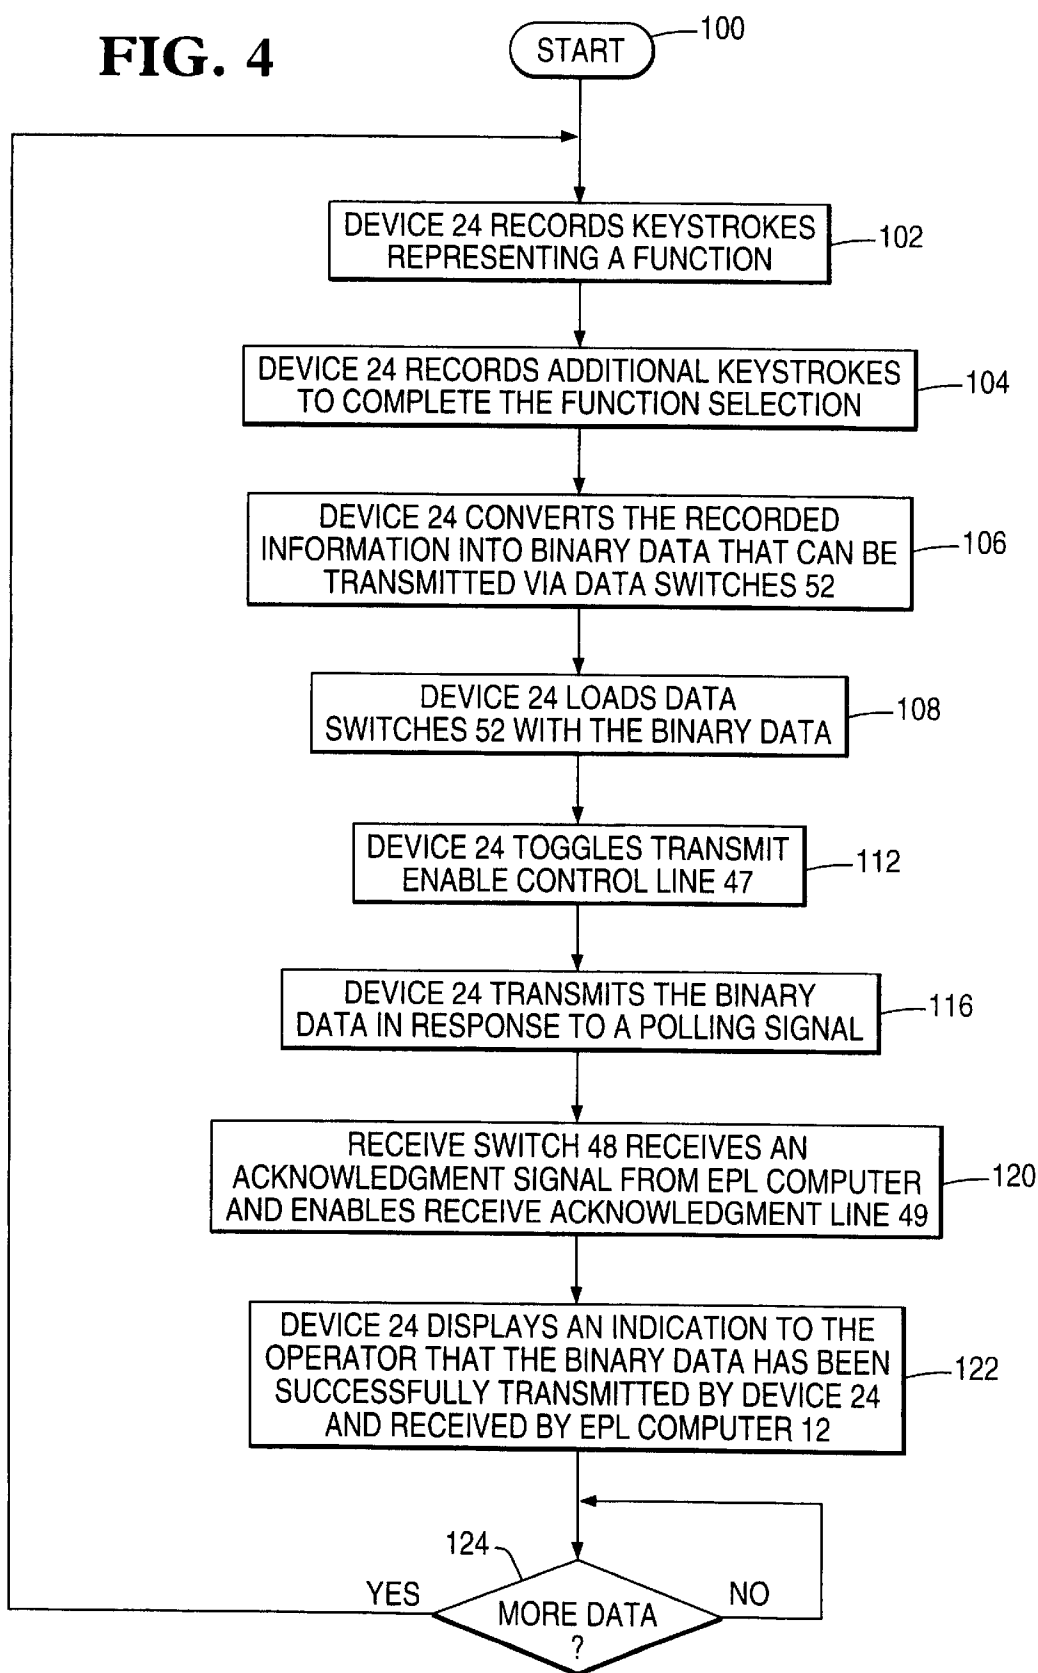 FIG. 4
START
100
DEVICE 24 RECORDS KEYSTROKES
REPRESENTING A FUNCTION
102
DEVICE 24 RECORDS ADDITIONAL KEYSTROKES
TO COMPLETE THE FUNCTION SELECTION
104
DEVICE 24 CONVERTS THE RECORDED
INFORMATION INTO BINARY DATA THAT CAN BE
TRANSMITTED VIA DATA SWITCHES 52
106
DEVICE 24 LOADS DATA
SWITCHES 52 WITH THE BINARY DATA
108
DEVICE 24 TOGGLES TRANSMIT
ENABLE CONTROL LINE 47
112
DEVICE 24 TRANSMITS THE BINARY
DATA IN RESPONSE TO A POLLING SIGNAL
116
RECEIVE SWITCH 48 RECEIVES AN
ACKNOWLEDGMENT SIGNAL FROM EPL COMPUTER
AND ENABLES RECEIVE ACKNOWLEDGMENT LINE 49
120
DEVICE 24 DISPLAYS AN INDICATION TO THE
OPERATOR THAT THE BINARY DATA HAS BEEN
SUCCESSFULLY TRANSMITTED BY DEVICE 24
AND RECEIVED BY EPL COMPUTER 12
122
124
YES
MORE DATA
?
NO